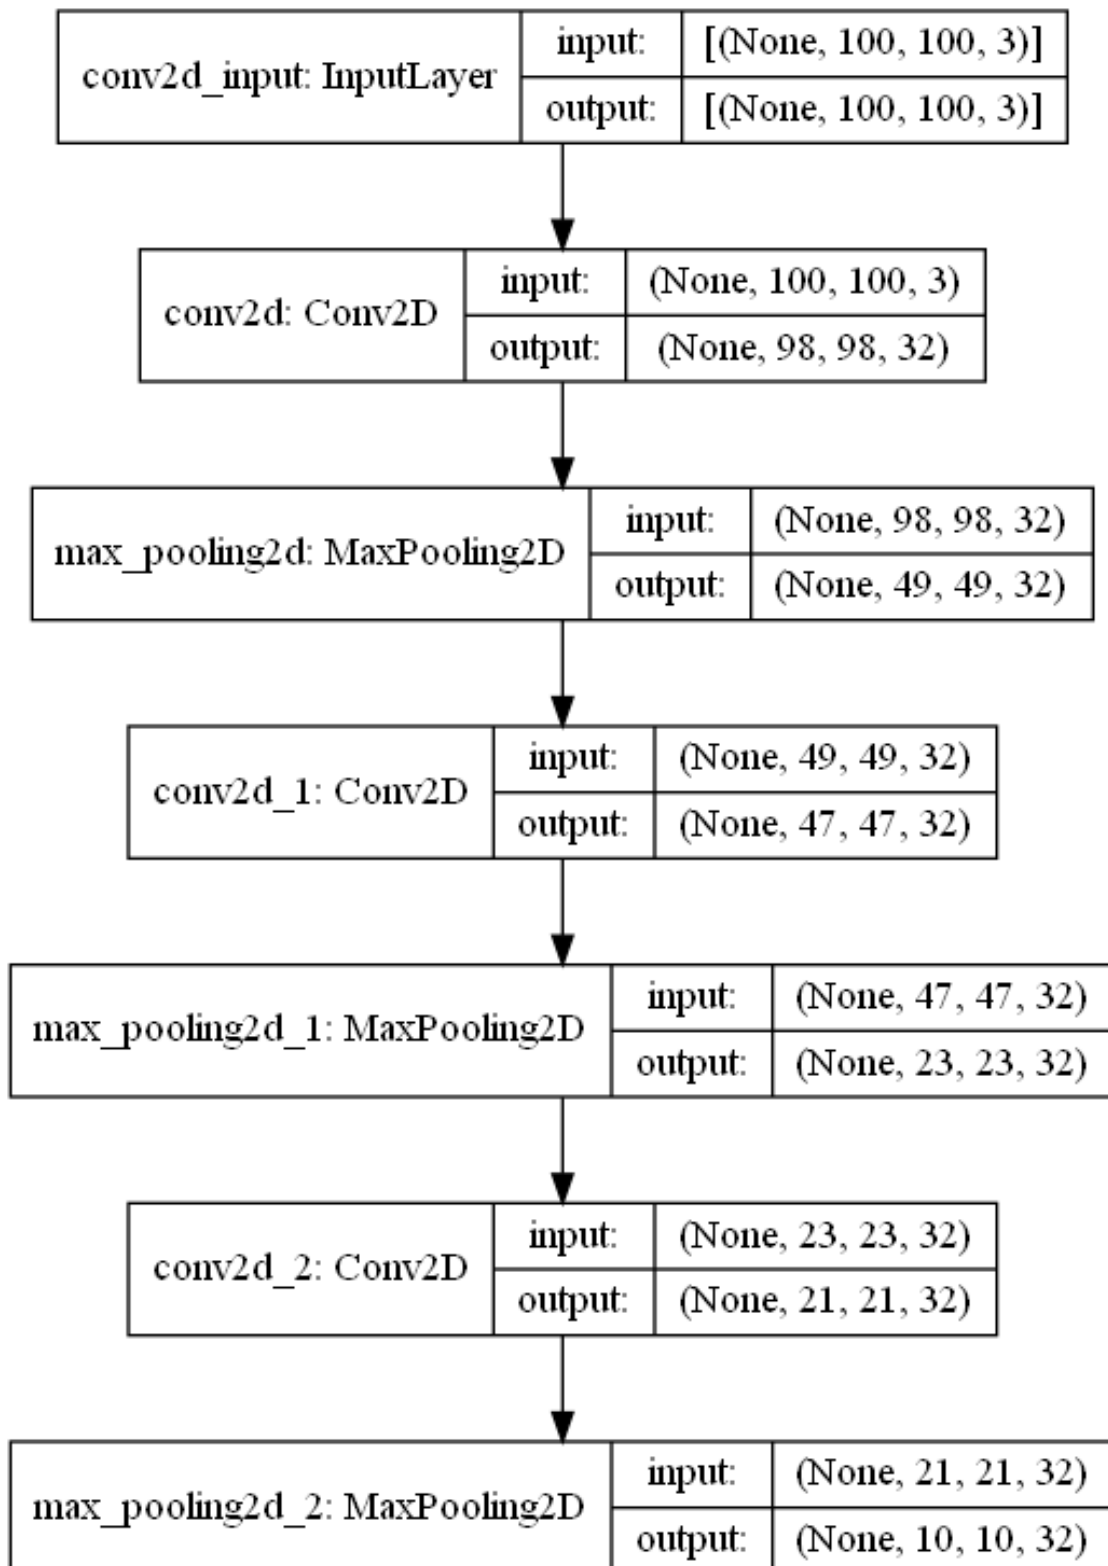 conv2d_input: InputLayer
input: [(None, 100, 100, 3)]
output: [(None, 100, 100, 3)]
conv2d: Conv2D
input: (None, 100, 100, 3)
output: (None, 98, 98, 32)
max_pooling2d: MaxPooling2D
input: (None, 98, 98, 32)
output: (None, 49, 49, 32)
conv2d_1: Conv2D
input: (None, 49, 49, 32)
output: (None, 47, 47, 32)
max_pooling2d_1: MaxPooling2D
input: (None, 47, 47, 32)
output: (None, 23, 23, 32)
conv2d_2: Conv2D
input: (None, 23, 23, 32)
output: (None, 21, 21, 32)
max_pooling2d_2: MaxPooling2D
input: (None, 21, 21, 32)
output: (None, 10, 10, 32)